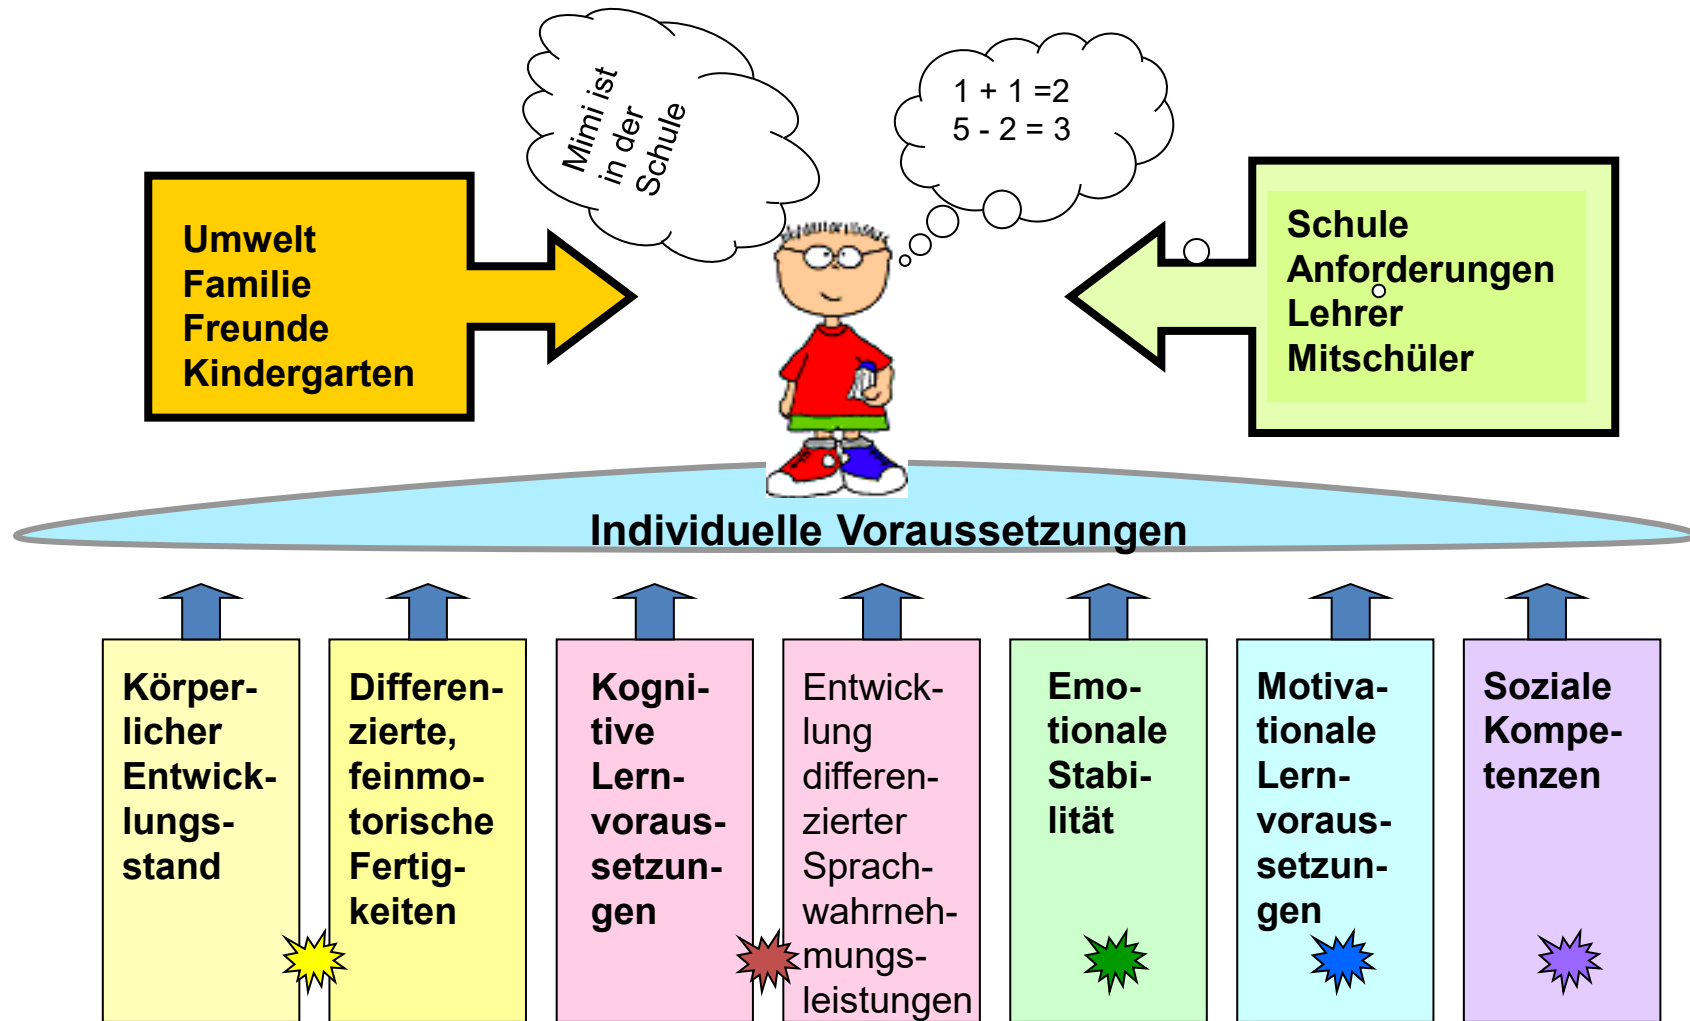 Mimi ist
in der
Schule
1 + 1 =2
5 - 2 = 3
Umwelt
Familie
Freunde
Kindergarten
Schule
Anforderungen
Lehrer
Mitschüler
Individuelle Voraussetzungen
Körper-
licher
Entwick-
lungs-
stand
Differen-
zierte,
feinmo-
torische
Fertig-
keiten
Kogni-
tive
Lern-
voraus-
setzun-
gen
Entwick-
lung
differen-
zierter
Sprach-
wahrneh-
mungs-
leistungen
Emo-
tionale
Stabi-
lität
Motiva-
tionale
Lern-
voraus-
setzun-
gen
Soziale
Kompe-
tenzen